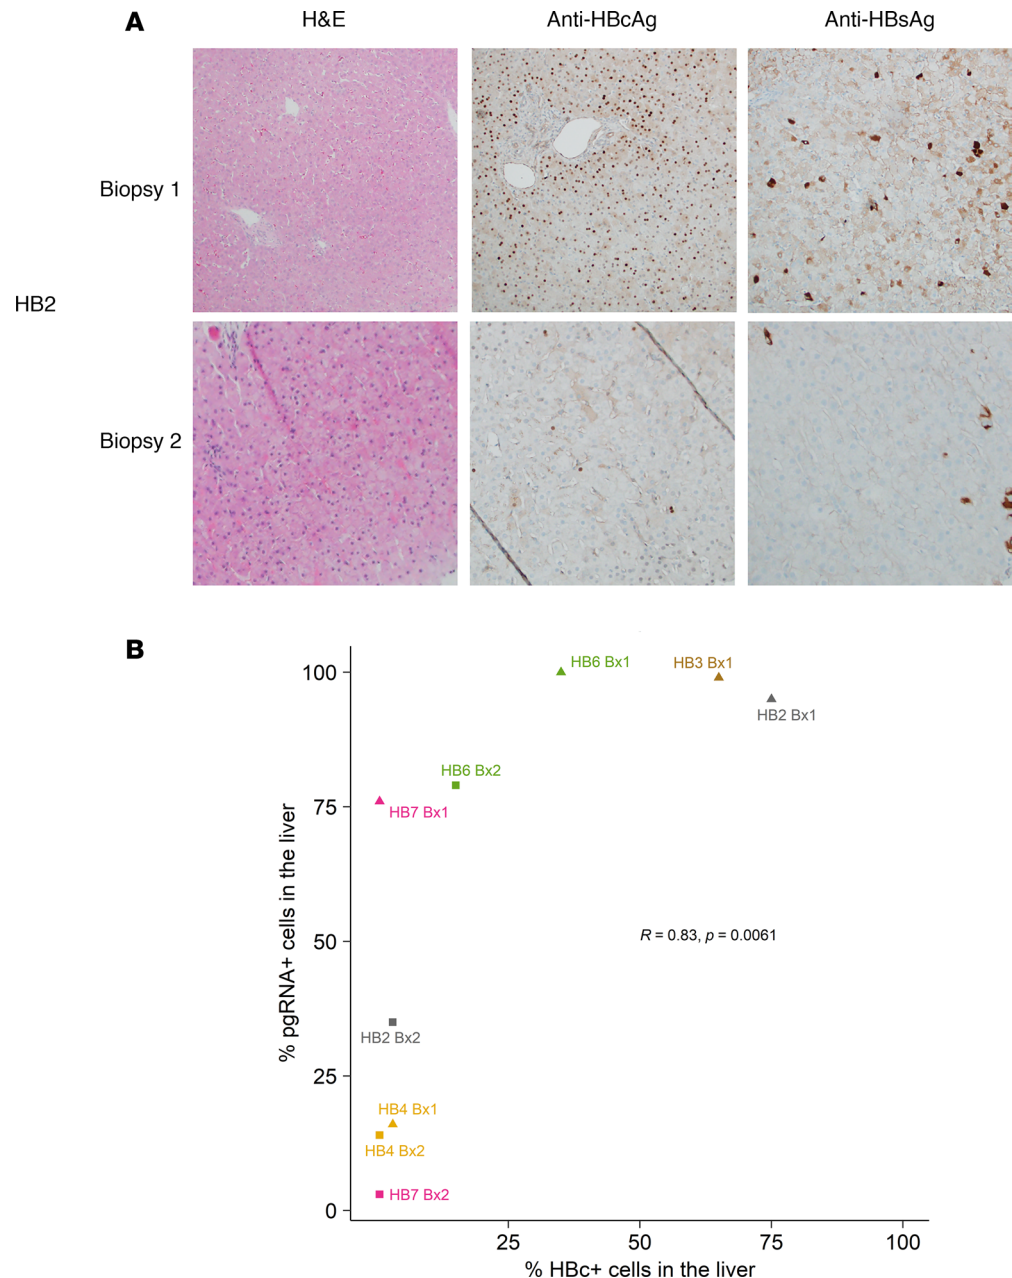 A
H&E
Anti-HBcAg
Anti-HBsAg
Biopsy 1
HB2
Biopsy 2
B
HB6 Bx1
HB3 Bx1
HB2 Bx1
HB6 Bx2
HB7 Bx1
R = 0.83, p = 0.0061
HB2 Bx2
HB4 Bx1
HB4 Bx2
HB7 Bx2
100
75
50
25
0
% pgRNA+ cells in the liver
25 50 75 100
% HBc+ cells in the liver